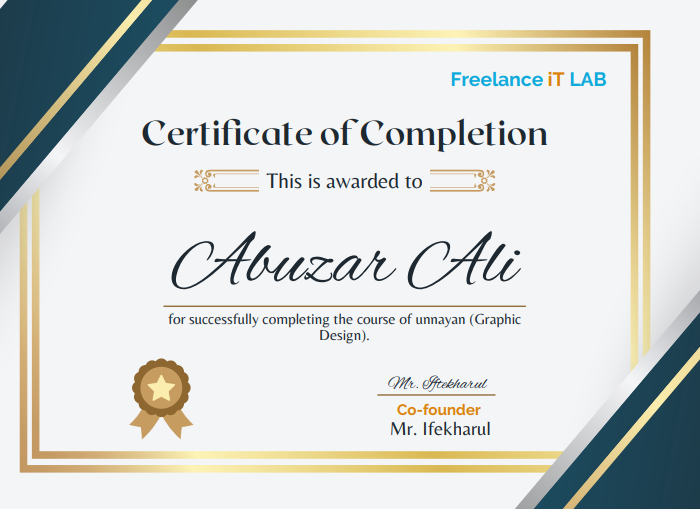 Freelance iT LAB
Certificate of Completion
This is awarded to
Abuzar Ali
for successfully completing the course of unnayan (Graphic
Design).
Mr. Iftekharul
Co-founder
Mr. Ifekharul